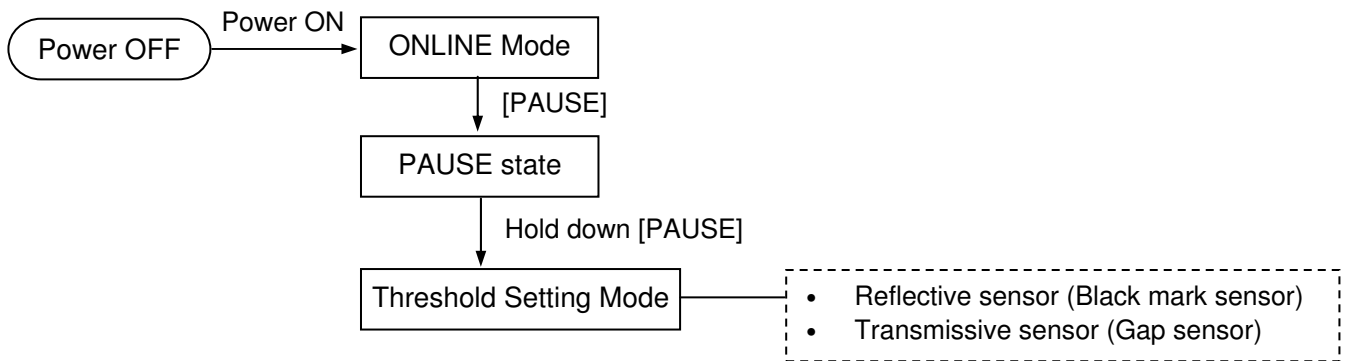 Power OFF
Power ON
ONLINE Mode
[PAUSE]
PAUSE state
Hold down [PAUSE]
Threshold Setting Mode
• Reflective sensor (Black mark sensor)
• Transmissive sensor (Gap sensor)